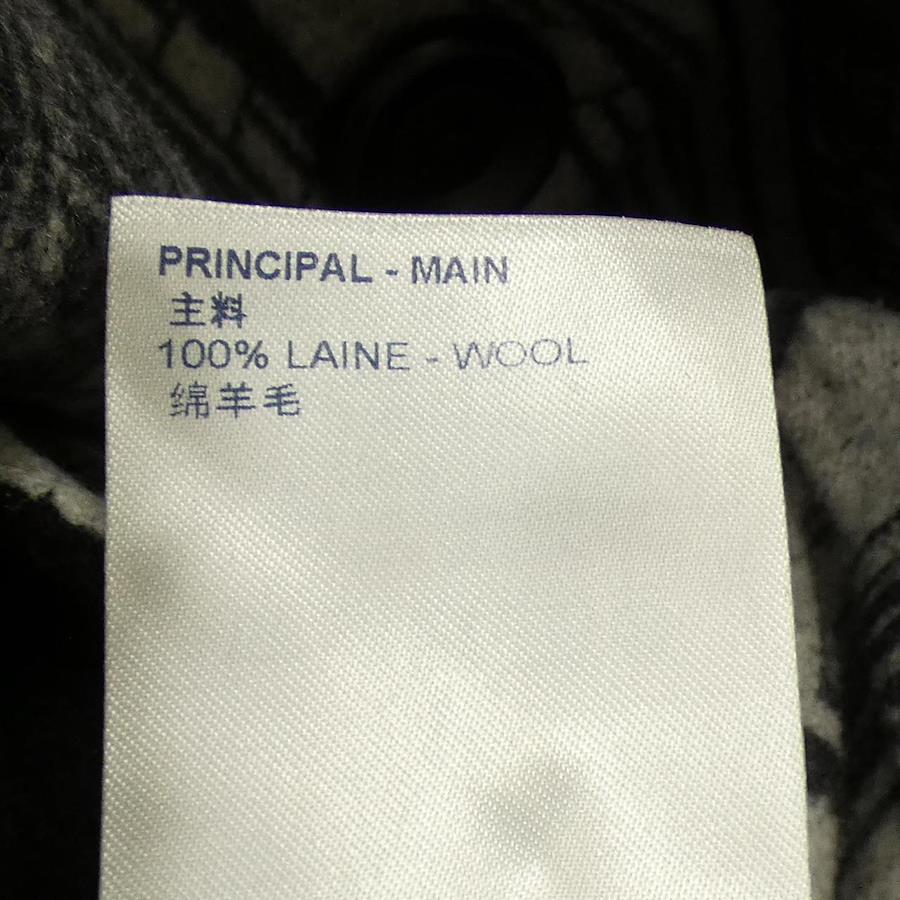 PRINCIPAL - MAIN
主料
100% LAINE - WOOL
绵羊毛